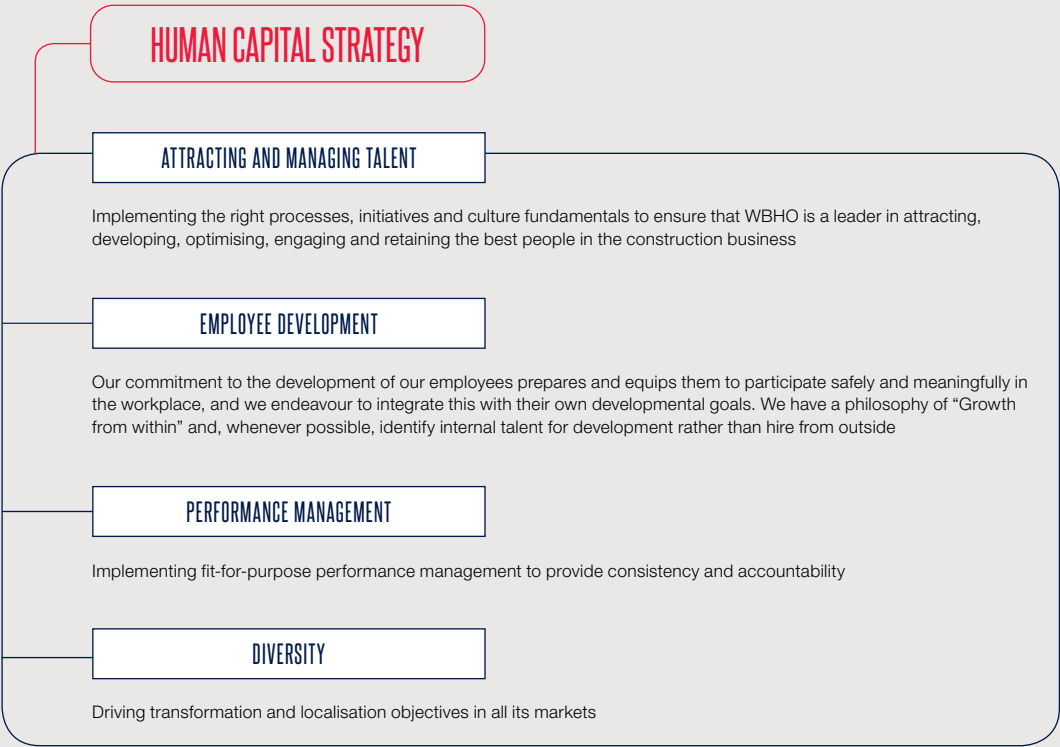 HUMAN CAPITAL STRATEGY
ATTRACTING AND MANAGING TALENT
Implementing the right processes, initiatives and culture fundamentals to ensure that WBHO is a leader in attracting,
developing, optimising, engaging and retaining the best people in the construction business
EMPLOYEE DEVELOPMENT
Our commitment to the development of our employees prepares and equips them to participate safely and meaningfully in
the workplace, and we endeavour to integrate this with their own developmental goals. We have a philosophy of “Growth
from within” and, whenever possible, identify internal talent for development rather than hire from outside
PERFORMANCE MANAGEMENT
Implementing fit-for-purpose performance management to provide consistency and accountability
DIVERSITY
Driving transformation and localisation objectives in all its markets